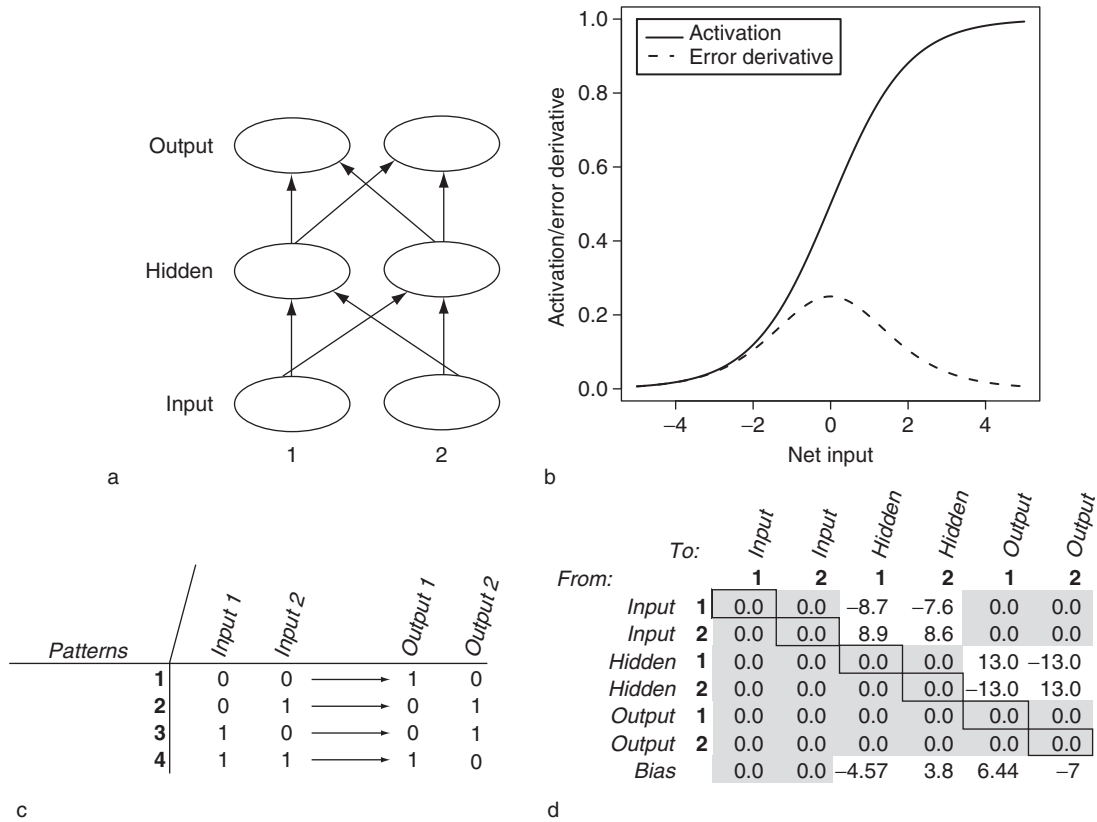 Output
Hidden
Input
1 2
a
1.0
0.8
0.6
0.4
0.2
0.0
Activation/error derivative
Activation
Error derivative
−4 −2 0 2 4
Net input
b
Patterns Input 1 Input 2 Output 1 Output 2
1 0 0 1 0
2 0 1 0 1
3 1 0 0 1
4 1 1 1 0
c
To: Input Input Hidden Hidden Output Output
From: 1 2 1 2 1 2
Input 1 0.0 0.0 −8.7 −7.6 0.0 0.0
Input 2 0.0 0.0 8.9 8.6 0.0 0.0
Hidden 1 0.0 0.0 0.0 0.0 13.0 −13.0
Hidden 2 0.0 0.0 0.0 0.0 −13.0 13.0
Output 1 0.0 0.0 0.0 0.0 0.0 0.0
Output 2 0.0 0.0 0.0 0.0 0.0 0.0
Bias 0.0 0.0 −4.57 3.8 6.44 −7
d